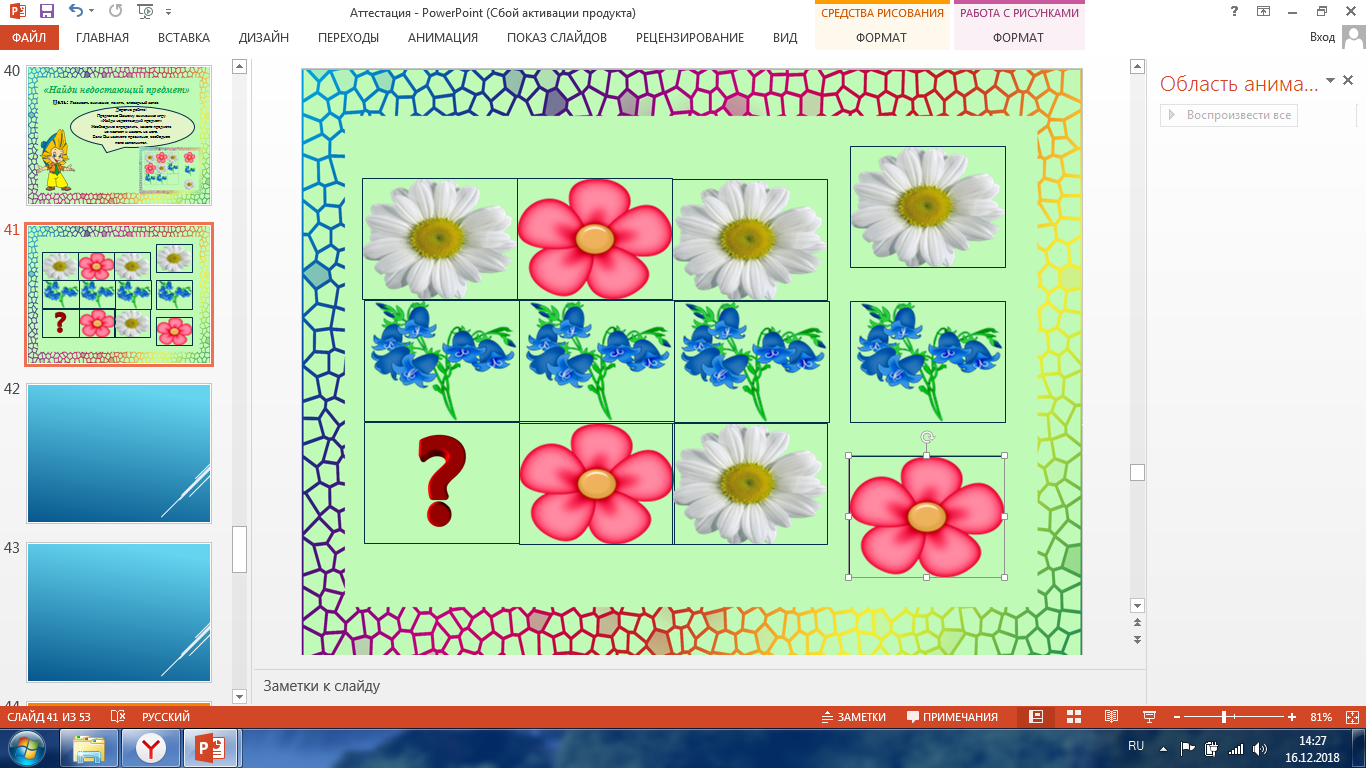 Аттестация - PowerPoint (Сбой активации продукта)
СРЕДСТВА РИСОВАНИЯ
РАБОТА С РИСУНКАМИ
?
ФАЙЛ
ГЛАВНАЯ
ВСТАВКА
ДИЗАЙН
ПЕРЕХОДЫ
АНИМАЦИЯ
ПОКАЗ СЛАЙДОВ
РЕЦЕНЗИРОВАНИЕ
ВИД
ФОРМАТ
ФОРМАТ
Вход
40
«Найди недостающий предмет»
41
?
42
43
44
?
Область анима...
Воспроизвести все
Заметки к слайду
СЛАЙД 41 ИЗ 53
РУССКИЙ
ЗАМЕТКИ
ПРИМЕЧАНИЯ
81%
RU
14:27
16.12.2018